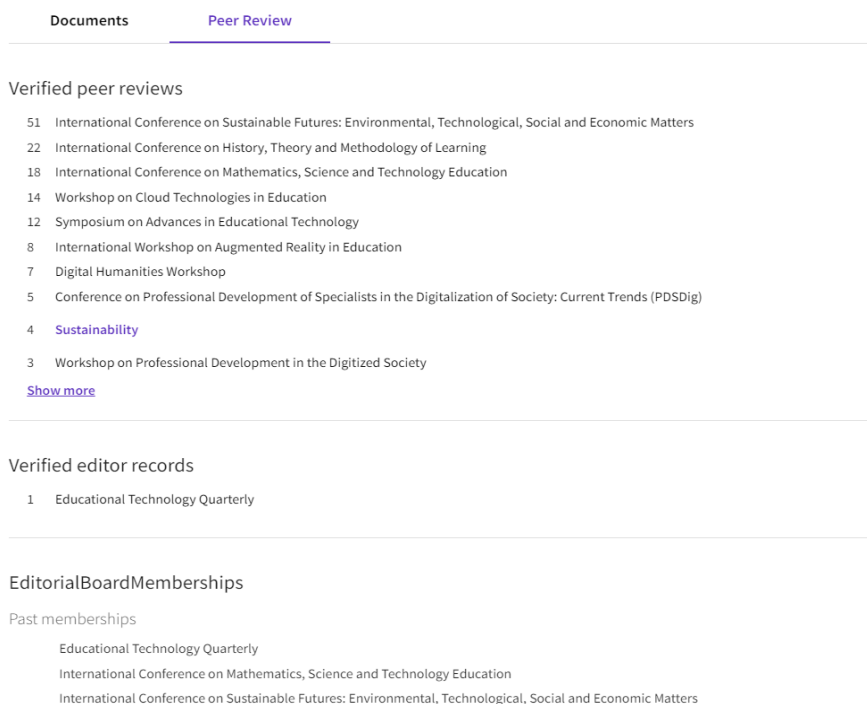 Documents Peer Review
Verified peer reviews
51 International Conference on Sustainable Futures: Environmental, Technological, Social and Economic Matters
22 International Conference on History, Theory and Methodology of Learning
18 International Conference on Mathematics, Science and Technology Education
14 Workshop on Cloud Technologies in Education
12 Symposium on Advances in Educational Technology
8 International Workshop on Augmented Reality in Education
7 Digital Humanities Workshop
5 Conference on Professional Development of Specialists in the Digitalization of Society: Current Trends (PDSDig)
4 Sustainability
3 Workshop on Professional Development in the Digitized Society
Show more
Verified editor records
1 Educational Technology Quarterly
EditorialBoardMemberships
Past memberships
Educational Technology Quarterly
International Conference on Mathematics, Science and Technology Education
International Conference on Sustainable Futures: Environmental, Technological, Social and Economic Matters